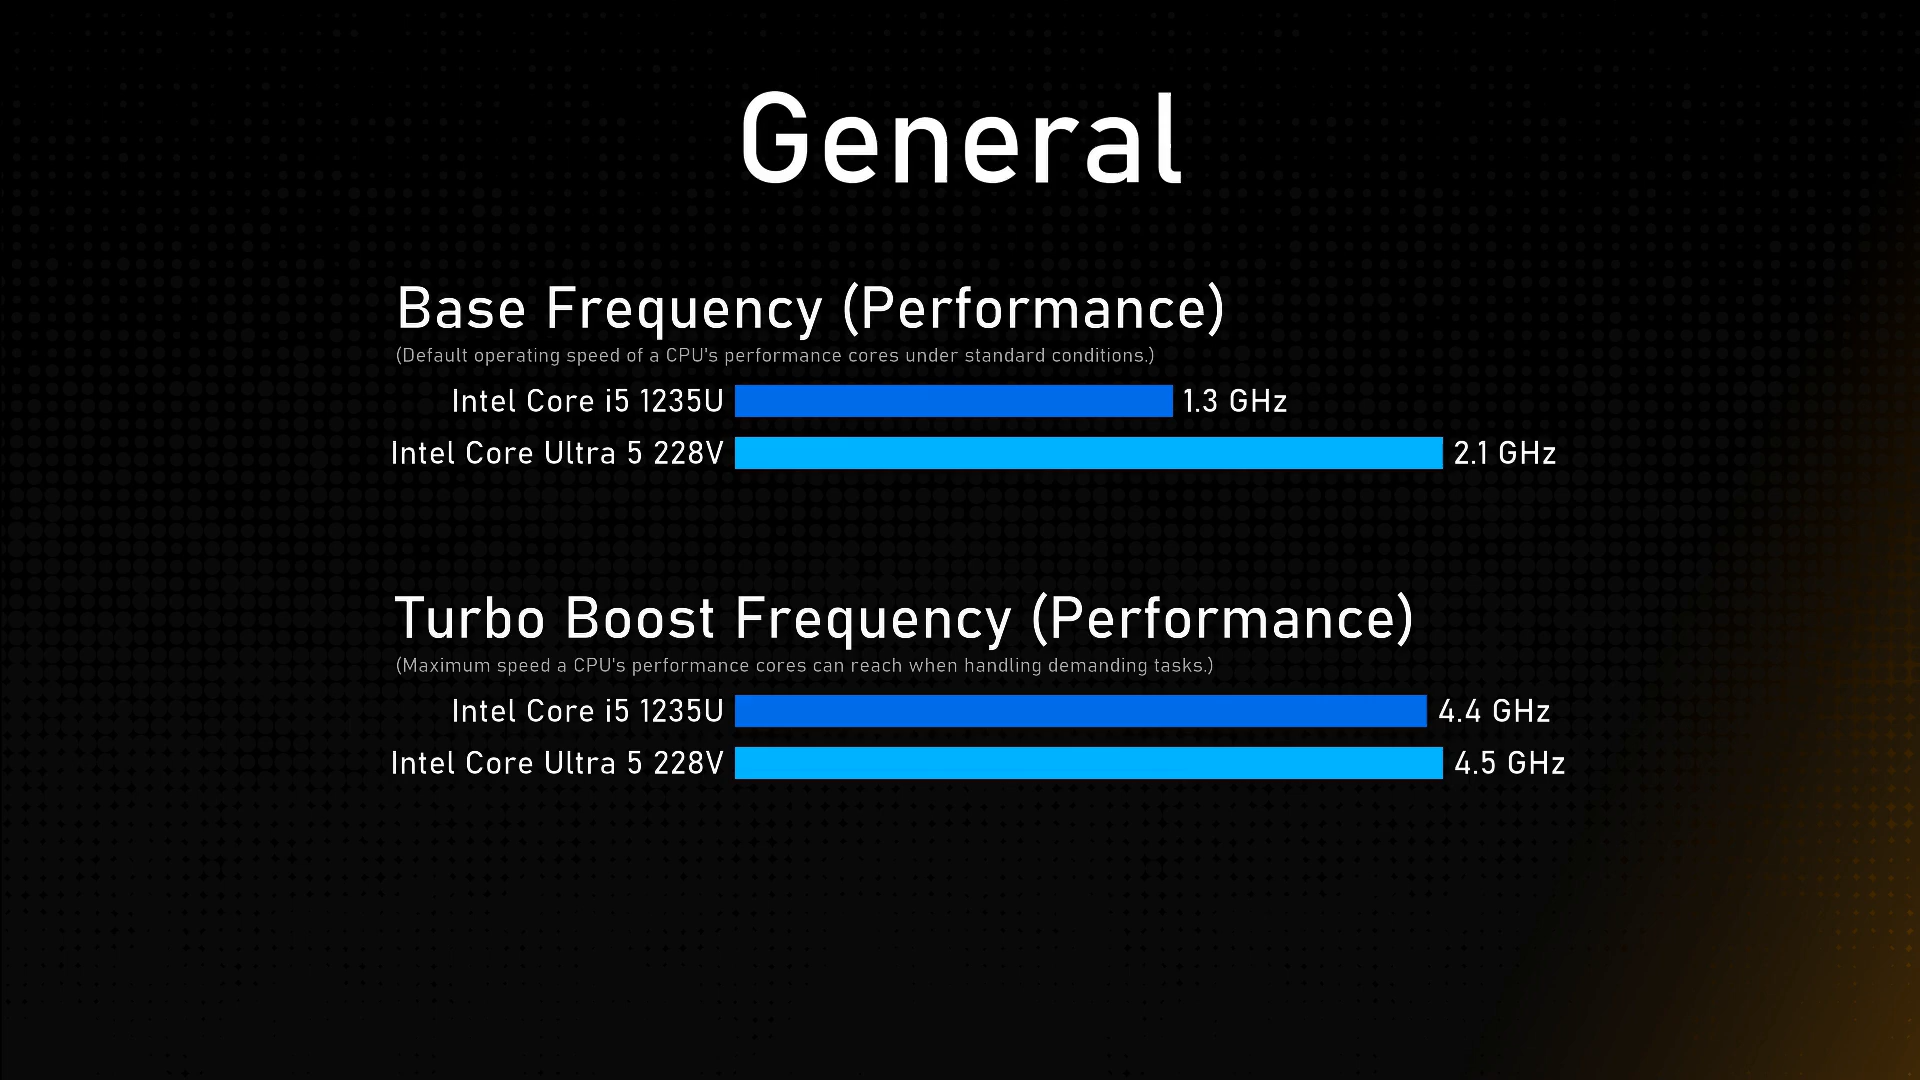 General
Base Frequency (Performance)
(Default operating speed of a CPU's performance cores under standard conditions.)
Intel Core i5 1235U 1.3 GHz
Intel Core Ultra 5 228V 2.1 GHz
Turbo Boost Frequency (Performance)
(Maximum speed a CPU's performance cores can reach when handling demanding tasks.)
Intel Core i5 1235U 4.4 GHz
Intel Core Ultra 5 228V 4.5 GHz